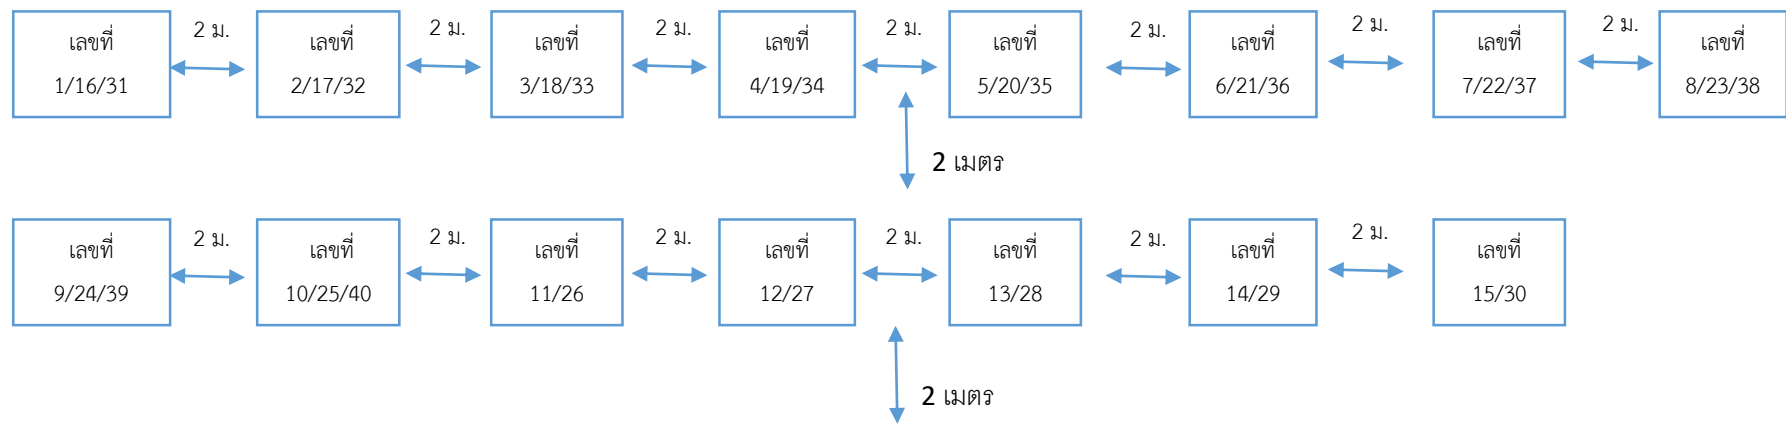 2 ม. 2 ม. 2 ม. 2 ม. 2 ม. 2 ม. 2 ม.
เลขที่ เลขที่ เลขที่ เลขที่ เลขที่ เลขที่ เลขที่ เลขที่
1/16/31 2/17/32 3/18/33 4/19/34 5/20/35 6/21/36 7/22/37 8/23/38
2 เมตร
2 ม. 2 ม. 2 ม. 2 ม. 2 ม. 2 ม.
เลขที่ เลขที่ เลขที่ เลขที่ เลขที่ เลขที่ เลขที่
9/24/39 10/25/40 11/26 12/27 13/28 14/29 15/30
2 เมตร